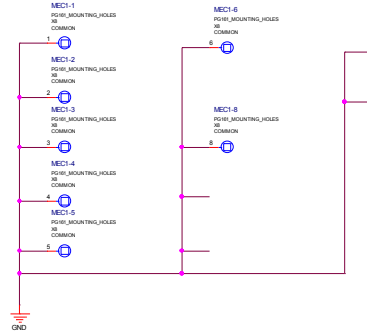 MEC1-1
PG161_MOUNTING_HOLES
X8
COMMON
1
MEC1-2
PG161_MOUNTING_HOLES
X8
COMMON
2
MEC1-3
PG161_MOUNTING_HOLES
X8
COMMON
3
MEC1-4
PG161_MOUNTING_HOLES
X8
COMMON
4
MEC1-5
PG161_MOUNTING_HOLES
X8
COMMON
5
GND
MEC1-6
PG161_MOUNTING_HOLES
X8
COMMON
6
MEC1-8
PG161_MOUNTING_HOLES
X8
COMMON
8